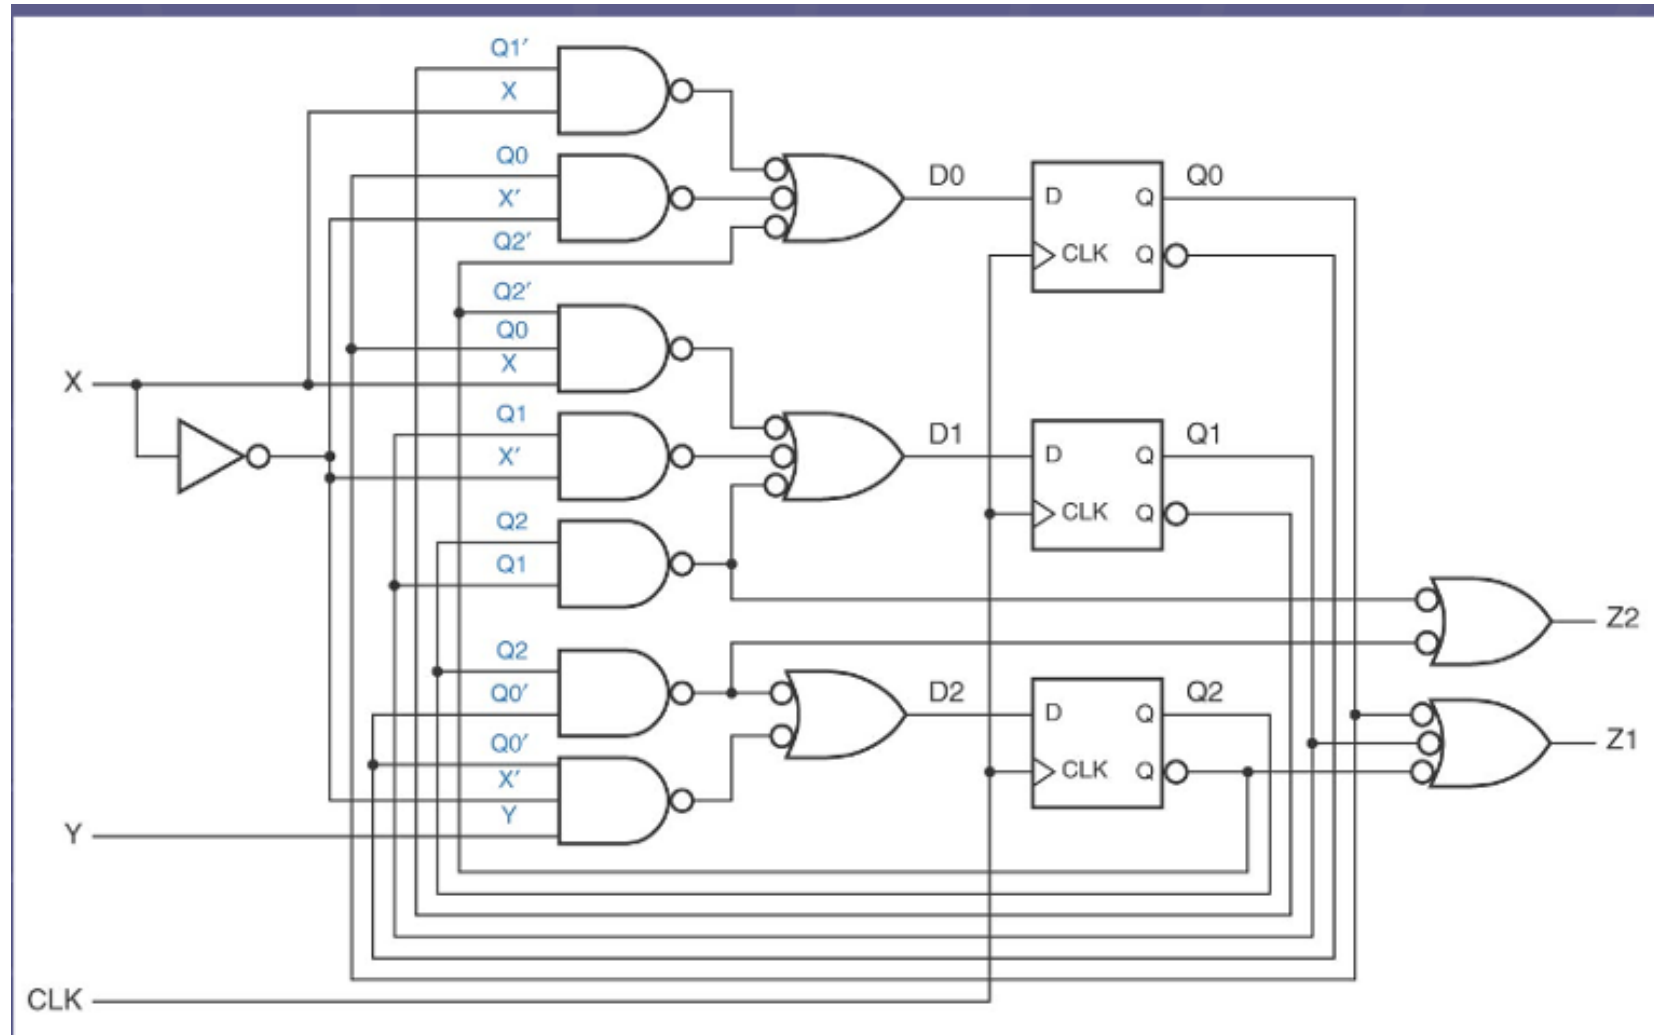 Q1′
X
Q0
X′
Q2′
D0
D
Q
Q0
CLK
Q
Q2′
Q0
X
X
Q1
X′
D1
D
Q
Q1
CLK
Q
Q2
Q1
Z2
Q2
Q0′
D2
D
Q
Q2
Q0′
X′
Y
CLK
Q
Z1
Y
CLK